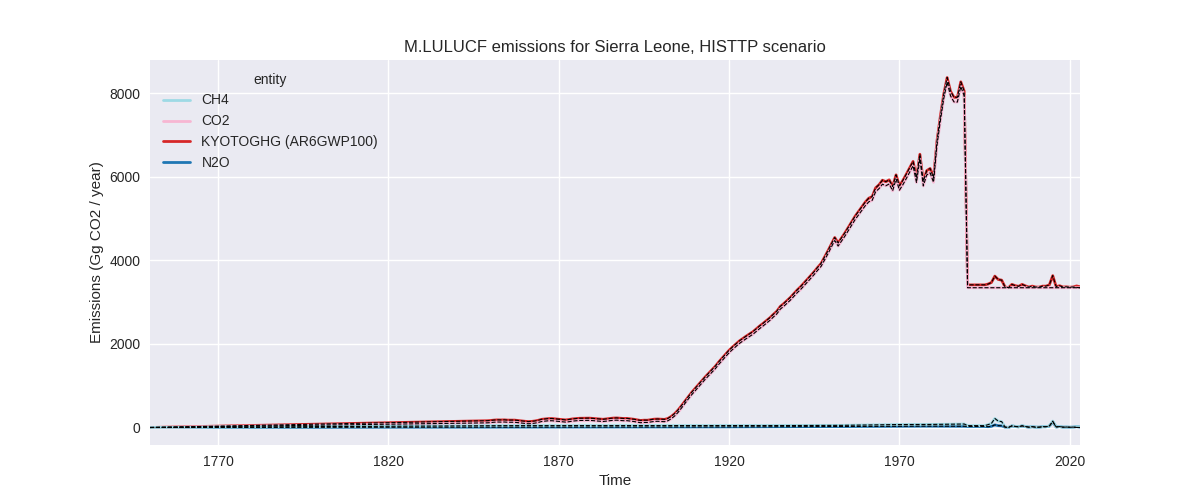 M.LULUCF emissions for Sierra Leone, HISTTP scenario
entity
CH4
CO2
KYOTOGHG (AR6GWP100)
N2O
Emissions (Gg CO2 / year)
8000
6000
4000
2000
0
1770
1820
1870
1920
1970
2020
Time